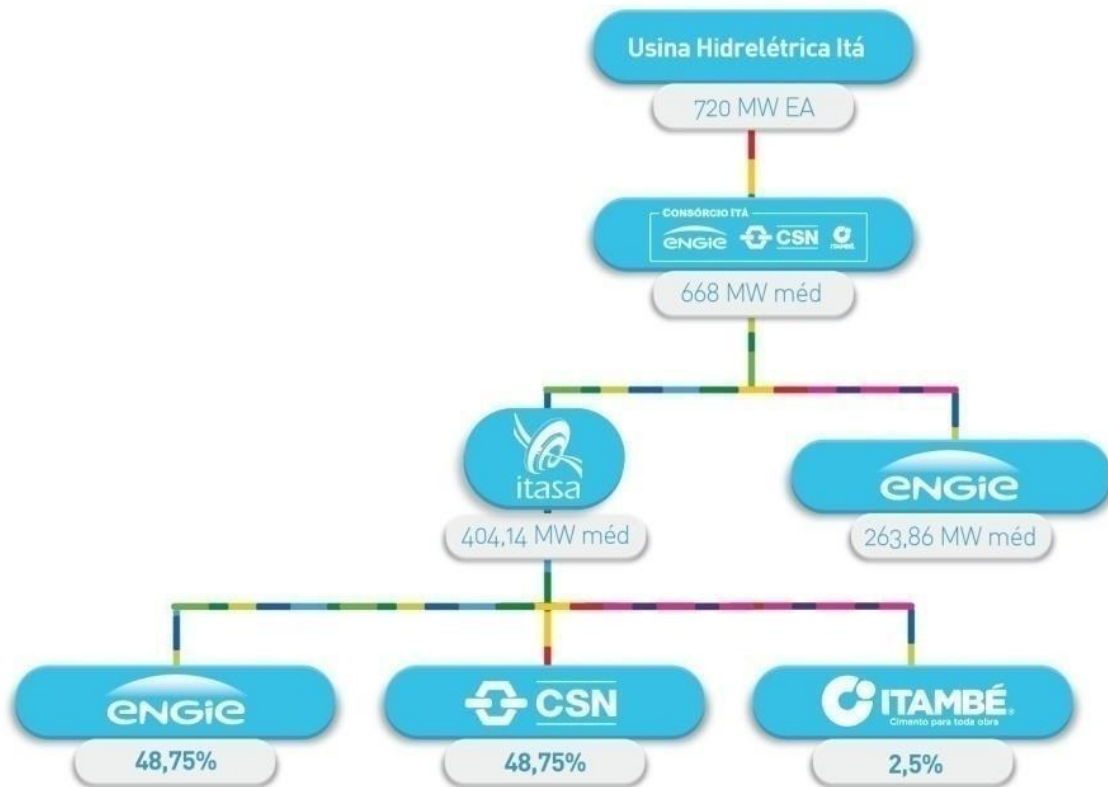 Usina Hidrelétrica Itá
720 MW EA
CONSÓRCIO ITÁ
ENGIE CSN ITAMBÉ
668 MW méd
itasa
ENGIE
404,14 MW méd
263,86 MW méd
ENGIE
CSN
ITAMBÉ®
Cimento para toda obra
48,75%
48,75%
2,5%